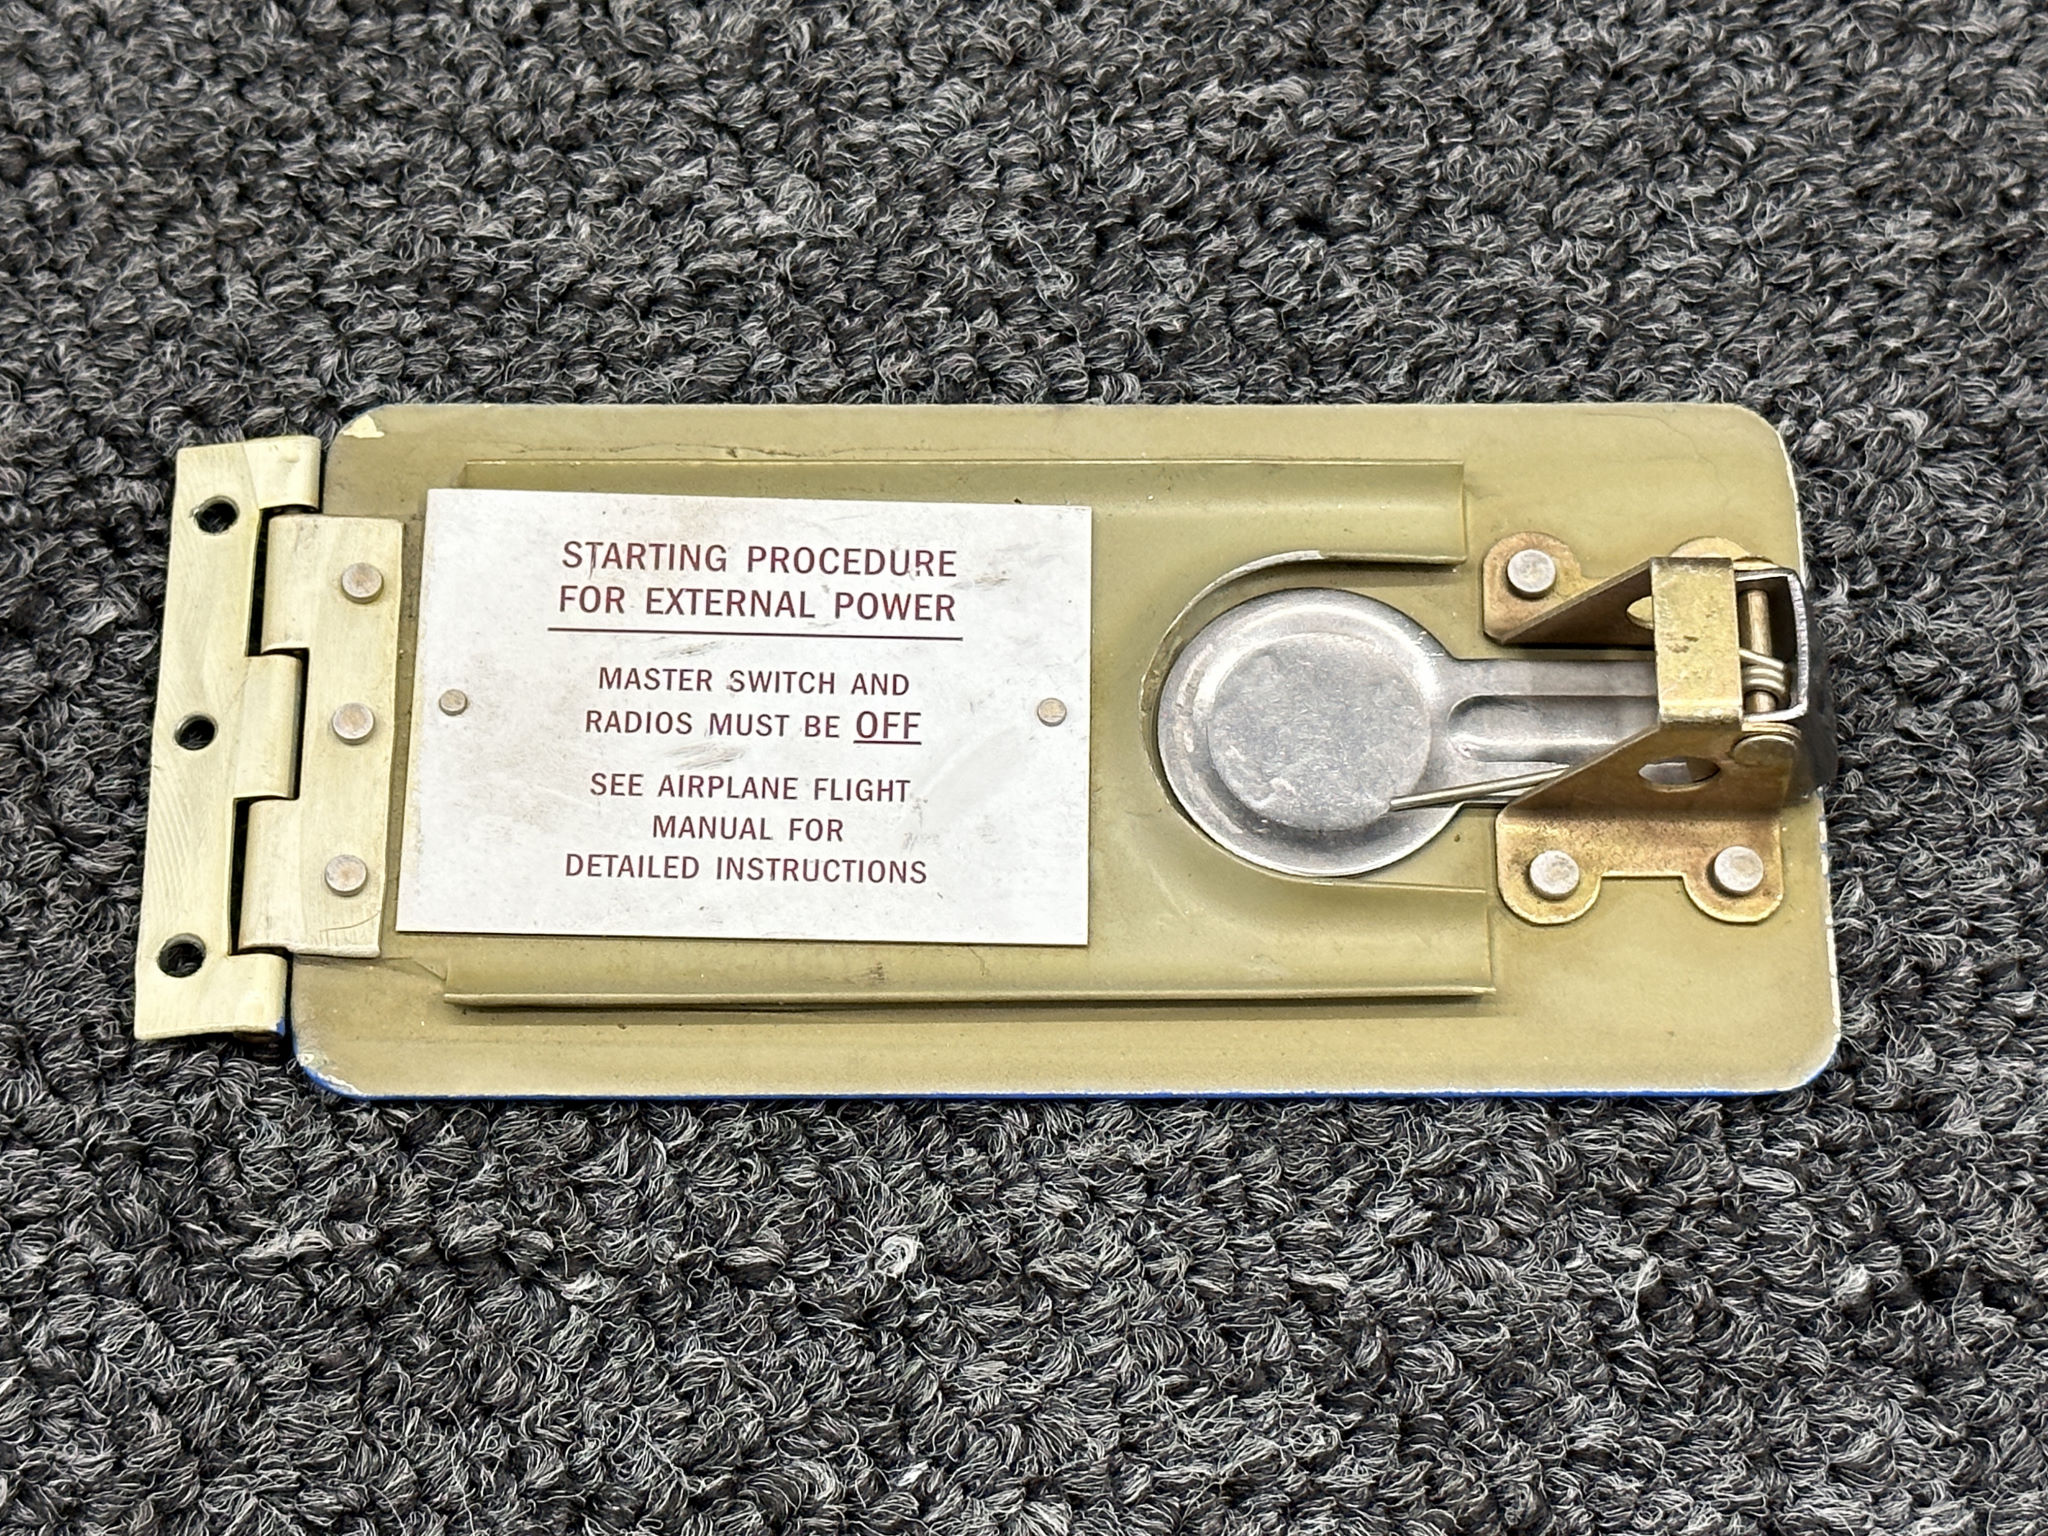 STARTING PROCEDURE
FOR EXTERNAL POWER
MASTER SWITCH AND
RADIOS MUST BE OFF
SEE AIRPLANE FLIGHT
MANUAL FOR
DETAILED INSTRUCTIONS